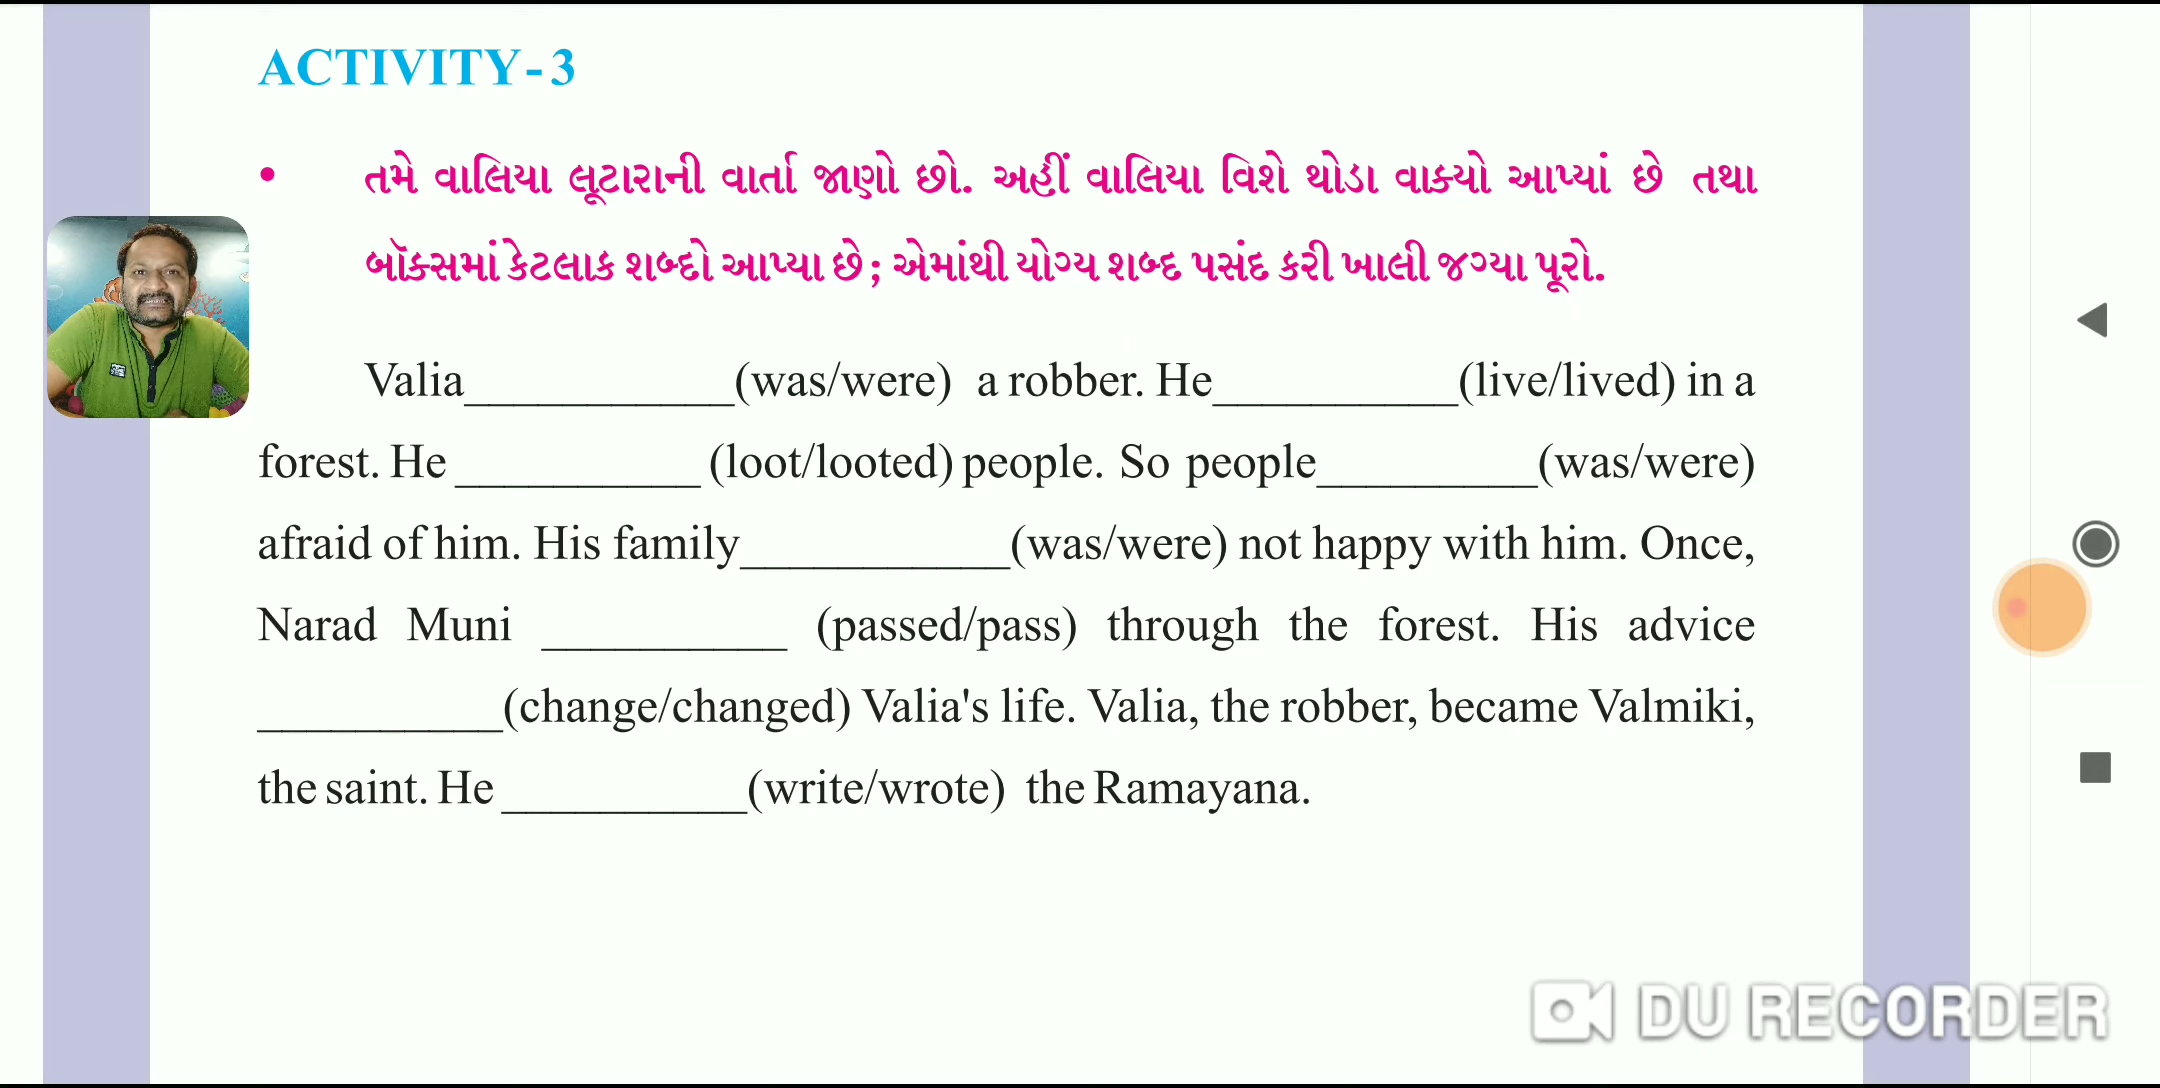 ACTIVITY-3
• તમે વાલિયા લૂટારાની વાર્તા જાણો છો. અહીં વાલિયા વિશે થોડા વાક્યો આપ્યાં છે તથા
બૉક્સમાં કેટલાક શબ્દો આપ્યા છે; એમાંથી યોગ્ય શબ્દ પસંદ કરી ખાલી જગ્યા પૂરો.
Valia___________(was/were) a robber. He__________(live/lived) in a
forest. He __________ (loot/looted) people. So people_________(was/were)
afraid of him. His family___________(was/were) not happy with him. Once,
Narad Muni __________ (passed/pass) through the forest. His advice
__________(change/changed) Valia's life. Valia, the robber, became Valmiki,
the saint. He __________(write/wrote) the Ramayana.
DU RECORDER